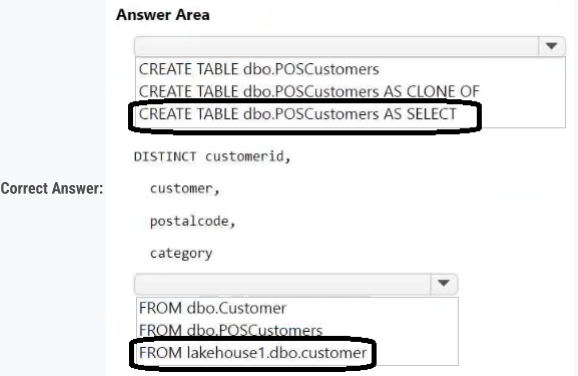 Answer Area
CREATE TABLE dbo.POSCustomers
CREATE TABLE dbo.POSCustomers AS CLONE OF
CREATE TABLE dbo.POSCustomers AS SELECT
DISTINCT customerid,
Correct Answer:
customer,
postalcode,
category
FROM dbo.Customer
FROM dbo.POSCustomers
FROM lakehouse1.dbo.customer